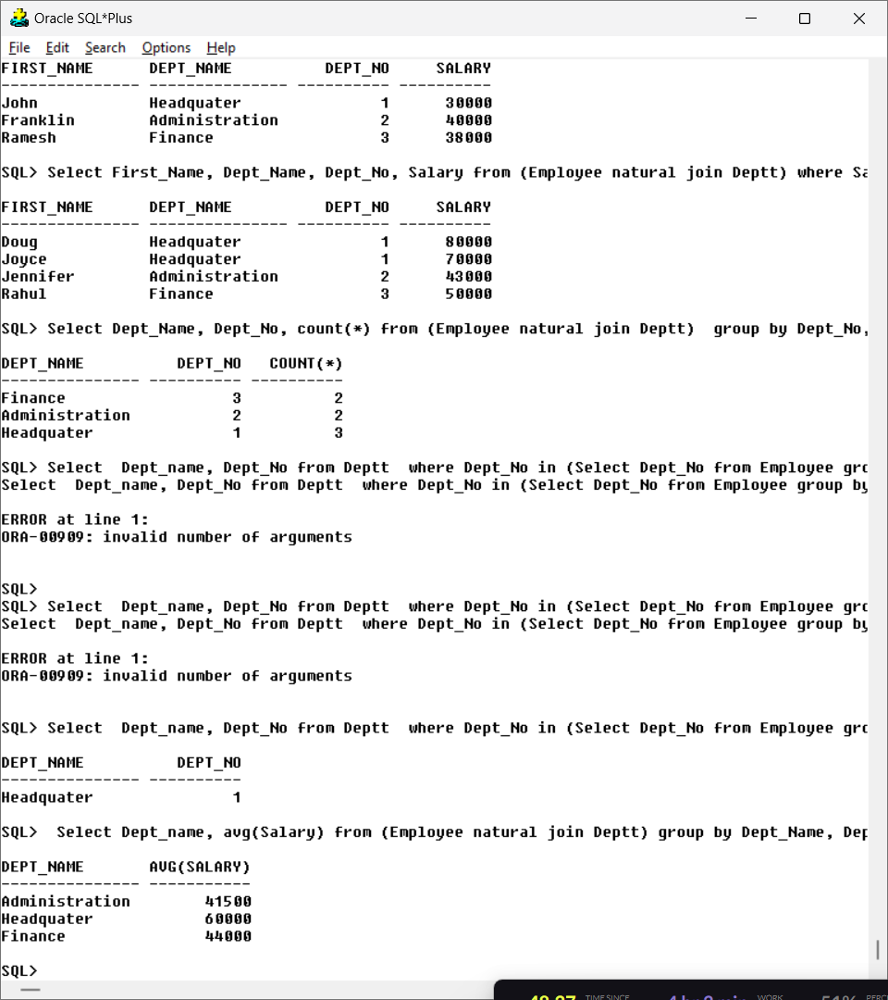 Oracle SQL*Plus
File Edit Search Options Help
FIRST_NAME      DEPT_NAME          DEPT_NO     SALARY
--------------- --------------- ---------- ----------
John            Headquater               1      30000
Franklin        Administration           2      40000
Ramesh          Finance                  3      38000
SQL> Select First_Name, Dept_Name, Dept_No, Salary from (Employee natural join Deptt) where Sa
FIRST_NAME      DEPT_NAME          DEPT_NO     SALARY
--------------- --------------- ---------- ----------
Doug            Headquater               1      80000
Joyce           Headquater               1      70000
Jennifer        Administration           2      43000
Rahul           Finance                  3      50000
SQL> Select Dept_Name, Dept_No, count(*) from (Employee natural join Deptt)  group by Dept_No,
DEPT_NAME          DEPT_NO   COUNT(*)
--------------- ---------- ----------
Finance                  3          2
Administration           2          2
Headquater               1          3
SQL> Select  Dept_name, Dept_No from Deptt  where Dept_No in (Select Dept_No from Employee gro
Select  Dept_name, Dept_No from Deptt  where Dept_No in (Select Dept_No from Employee group by
ERROR at line 1:
ORA-00909: invalid number of arguments
SQL>
SQL> Select  Dept_name, Dept_No from Deptt  where Dept_No in (Select Dept_No from Employee gro
Select  Dept_name, Dept_No from Deptt  where Dept_No in (Select Dept_No from Employee group by
ERROR at line 1:
ORA-00909: invalid number of arguments
SQL> Select  Dept_name, Dept_No from Deptt  where Dept_No in (Select Dept_No from Employee gro
DEPT_NAME          DEPT_NO
--------------- ----------
Headquater               1
SQL>  Select Dept_name, avg(Salary) from (Employee natural join Deptt) group by Dept_Name, Dep
DEPT_NAME       AVG(SALARY)
--------------- -----------
Administration        41500
Headquater            60000
Finance               44000
SQL>
TIME SINCE WORK